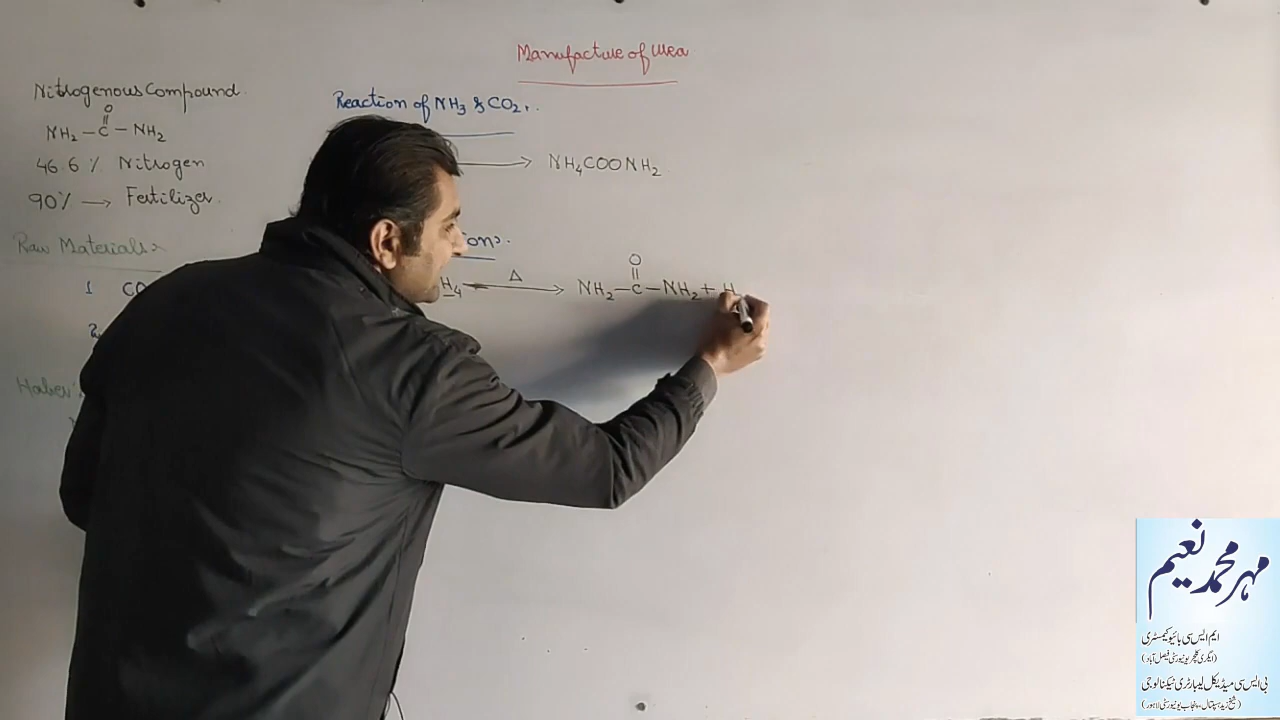 Manufacture of Urea
Nitrogenous Compound.
O
NH2 – C – NH2
46.6 % Nitrogen
90% → Fertilizer.
Raw Materials:
1 CO
2
Haber's
Reaction of NH3 & CO2.
→ NH4COONH2
ions.
H4 —Δ→ NH2 – C – NH2 + H
O
مہر محمد نعیم
ایم ایس سی بائیو کیمسٹری
(ایگری کلچر یونیورسٹی فیصل آباد)
بی ایس سی میڈیکل لیبارٹری ٹیکنالوجی
(شیخ زید ہسپتال، پنجاب یونیورسٹی لاہور)